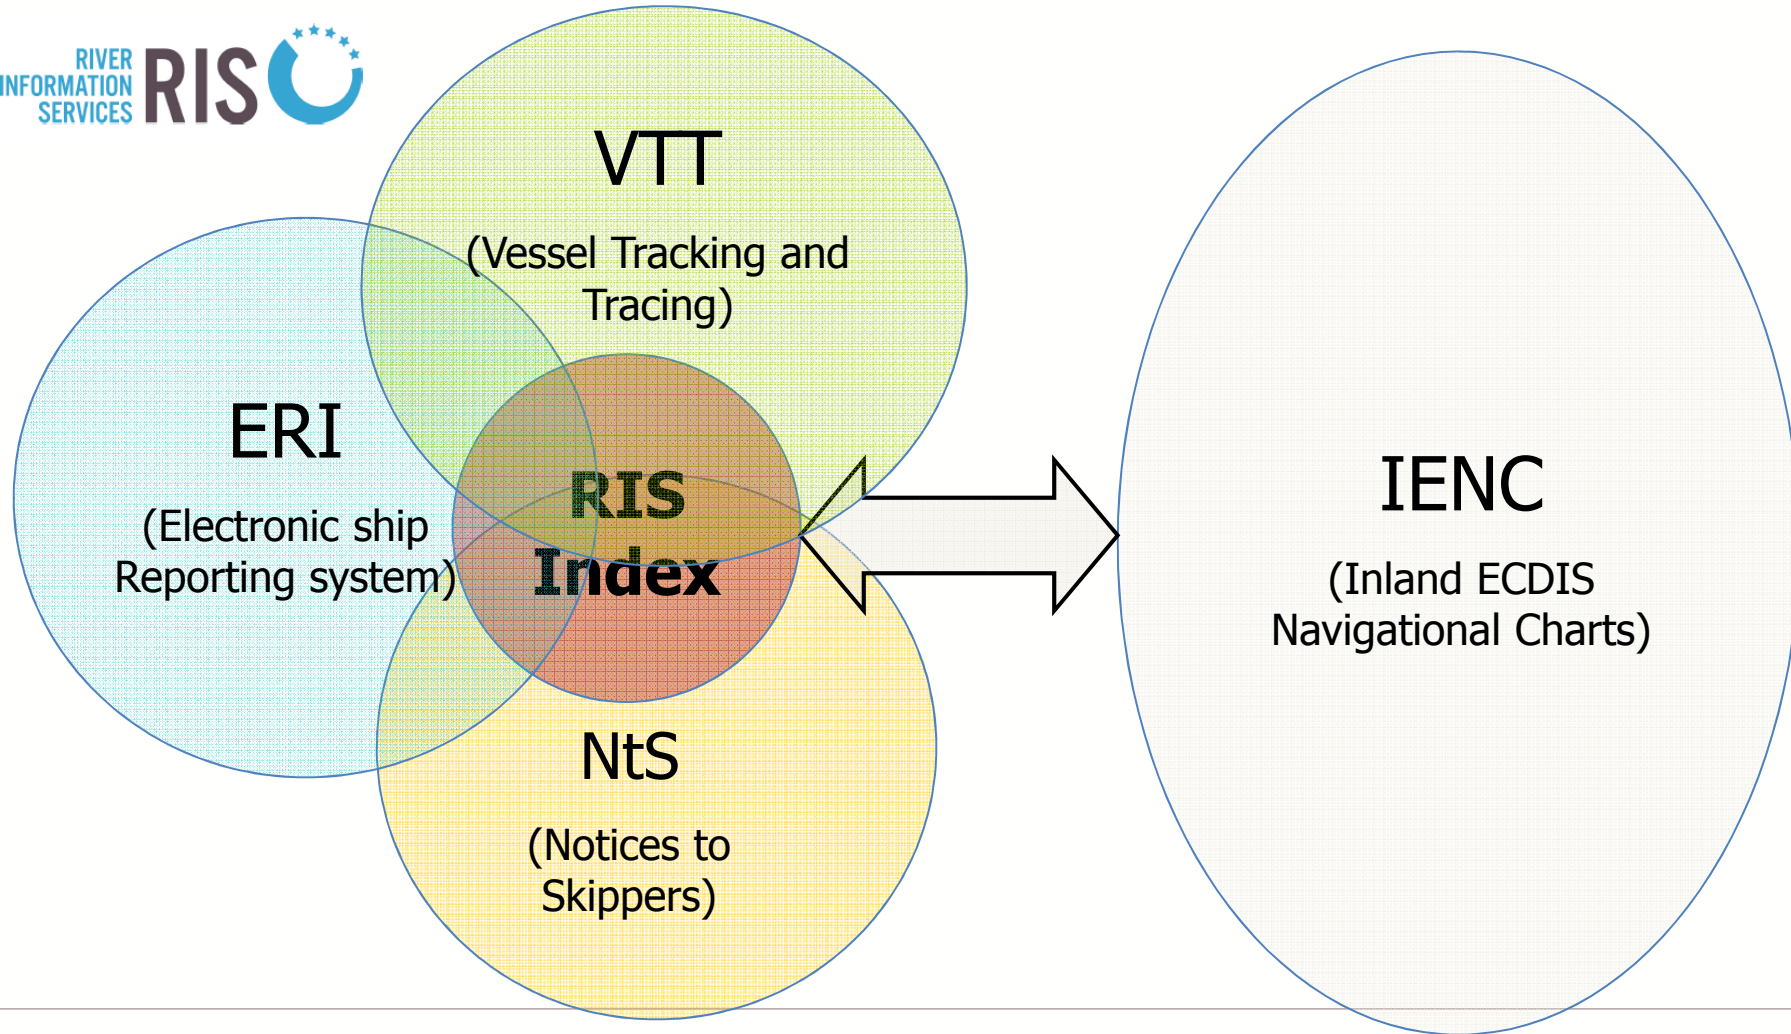 RIVER
INFORMATION
SERVICES
RIS
VTT
(Vessel Tracking and
Tracing)
ERI
(Electronic ship
Reporting system)
RIS
Index
NtS
(Notices to
Skippers)
IENC
(Inland ECDIS
Navigational Charts)